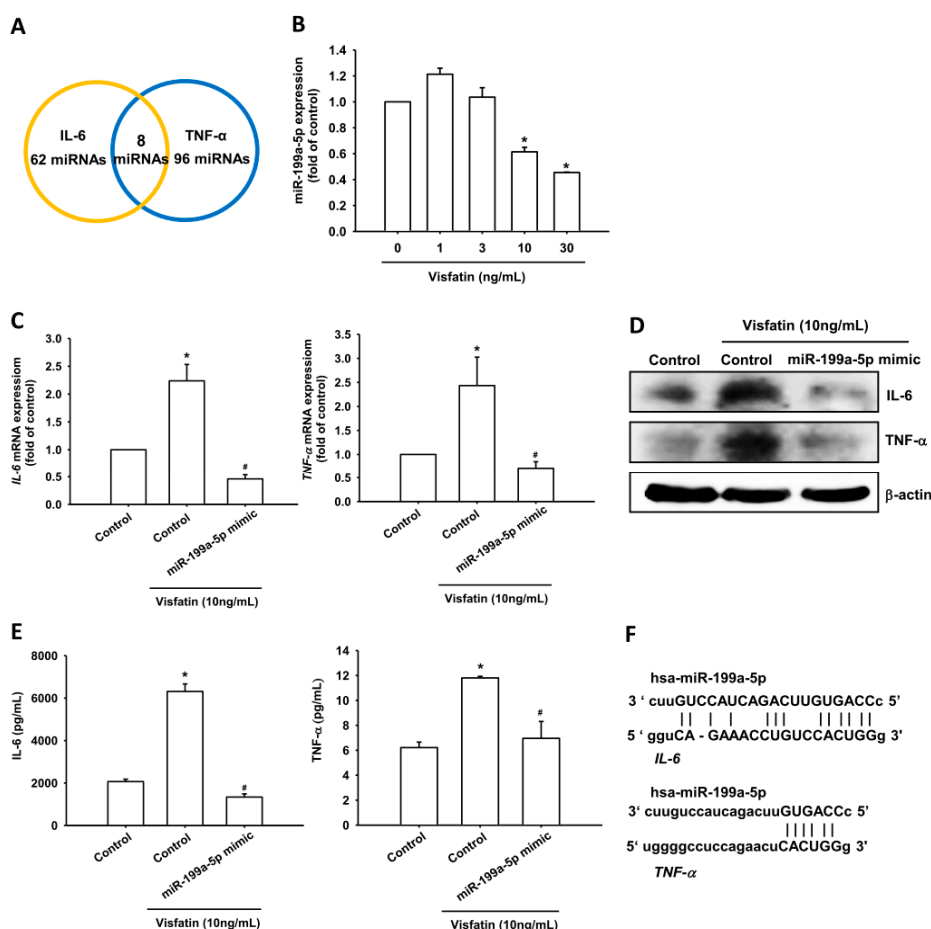 A
IL-6
62 miRNAs
8
miRNAs
TNF-α
96 miRNAs
B
miR-199a-5p expression
(fold of control)
1.4
1.2
1.0
0.8
0.6
0.4
0.2
0.0
*
*
0 1 3 10 30
Visfatin (ng/mL)
C
IL-6 mRNA expressiom
(fold of control)
3.0
2.5
2.0
1.5
1.0
0.5
0.0
*
#
Control
Control
miR-199a-5p mimic
Visfatin (10ng/mL)
TNF-α mRNA expressiom
(fold of control)
3.5
3.0
2.5
2.0
1.5
1.0
0.5
0.0
*
#
Control
Control
miR-199a-5p mimic
Visfatin (10ng/mL)
D
Visfatin (10ng/mL)
Control Control miR-199a-5p mimic
IL-6
TNF-α
β-actin
E
IL-6
(pg/mL)
8000
6000
4000
2000
0
*
#
Control
Control
miR-199a-5p mimic
Visfatin (10ng/mL)
TNF-α
(pg/mL)
14
12
10
8
6
4
2
0
*
#
Control
Control
miR-199a-5p mimic
Visfatin (10ng/mL)
F
hsa-miR-199a-5p
3 ‘ cuuGUCCAUCAGACUUGUGACCc 5’
5 ‘ gguCA - GAAACCUGUCCACUGGg 3'
IL-6
hsa-miR-199a-5p
3‘ cuuguccaucagacuuGUGACCc 5’
5‘ uggggccuccagaacuCACUGGg 3'
TNF-α